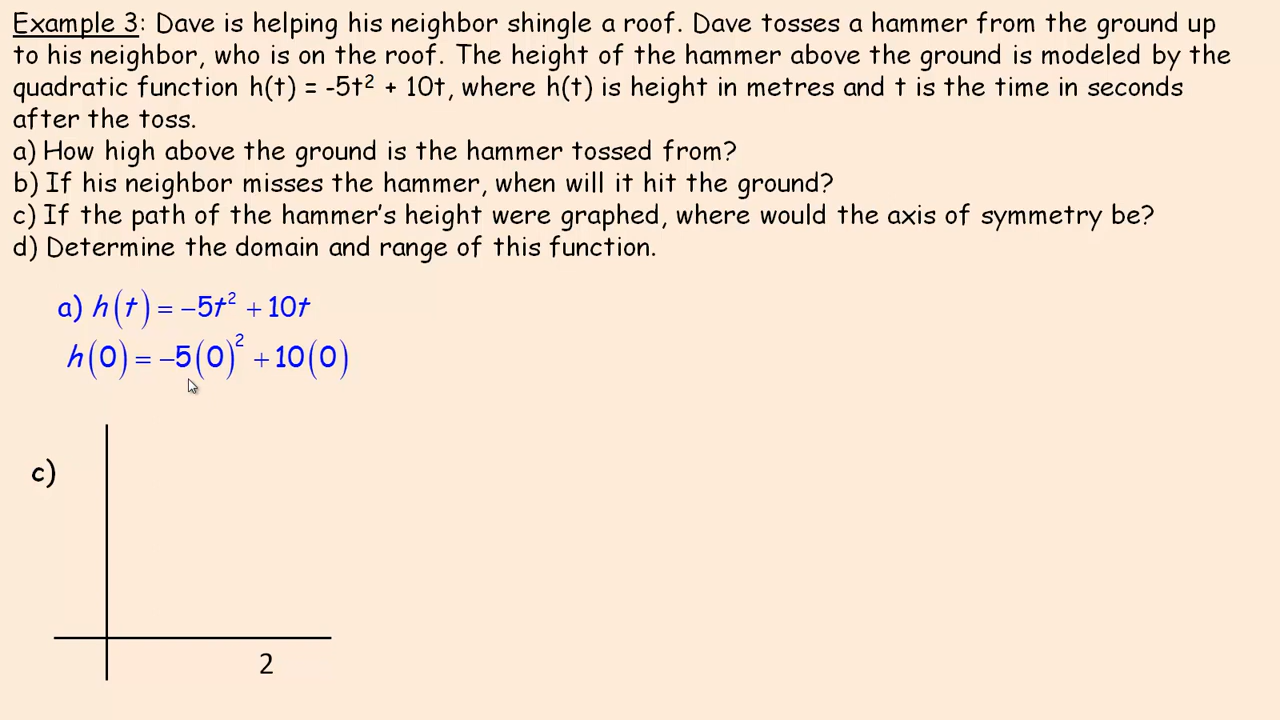 Example 3: Dave is helping his neighbor shingle a roof. Dave tosses a hammer from the ground up
to his neighbor, who is on the roof. The height of the hammer above the ground is modeled by the
quadratic function h(t) = -5t² + 10t, where h(t) is height in metres and t is the time in seconds
after the toss.
a) How high above the ground is the hammer tossed from?
b) If his neighbor misses the hammer, when will it hit the ground?
c) If the path of the hammer's height were graphed, where would the axis of symmetry be?
d) Determine the domain and range of this function.
a) h(t) = −5t² + 10t
h(0) = −5(0)² + 10(0)
c)
2